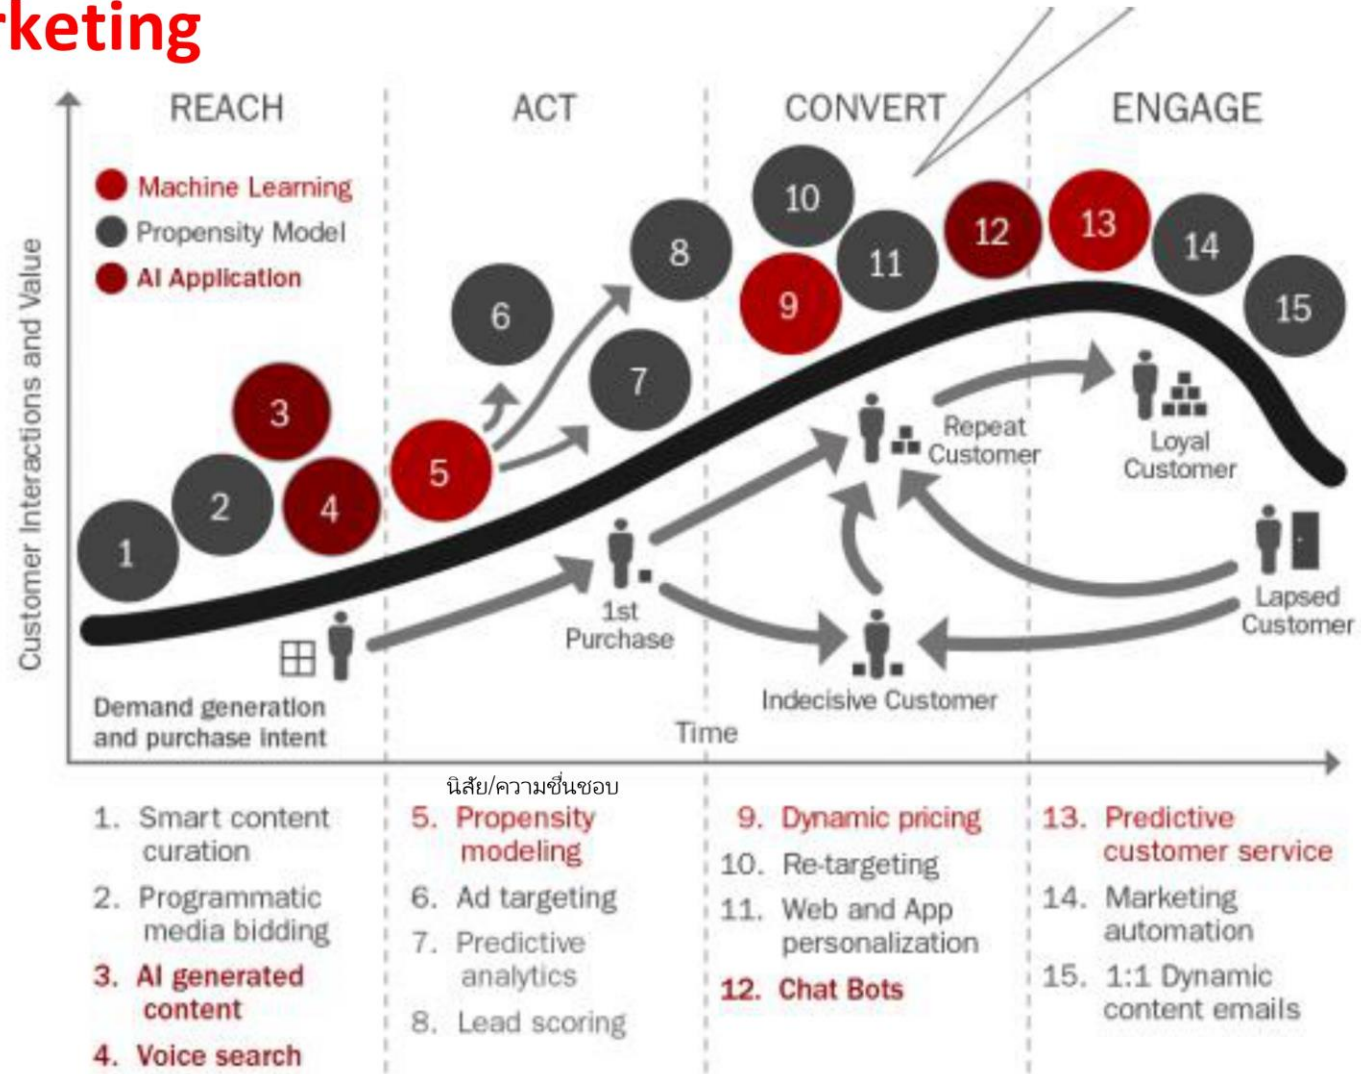 rketing
REACH
ACT
CONVERT
ENGAGE
Machine Learning
Propensity Model
AI Application
Customer Interactions and Value
1
2
3
4
5
6
7
8
9
10
11
12
13
14
15
Repeat
Customer
Loyal
Customer
1st
Purchase
Lapsed
Customer
Indecisive Customer
Demand generation
and purchase intent
Time
นิสัย/ความชื่นชอบ
1. Smart content
curation
2. Programmatic
media bidding
3. AI generated
content
4. Voice search
5. Propensity
modeling
6. Ad targeting
7. Predictive
analytics
8. Lead scoring
9. Dynamic pricing
10. Re-targeting
11. Web and App
personalization
12. Chat Bots
13. Predictive
customer service
14. Marketing
automation
15. 1:1 Dynamic
content emails